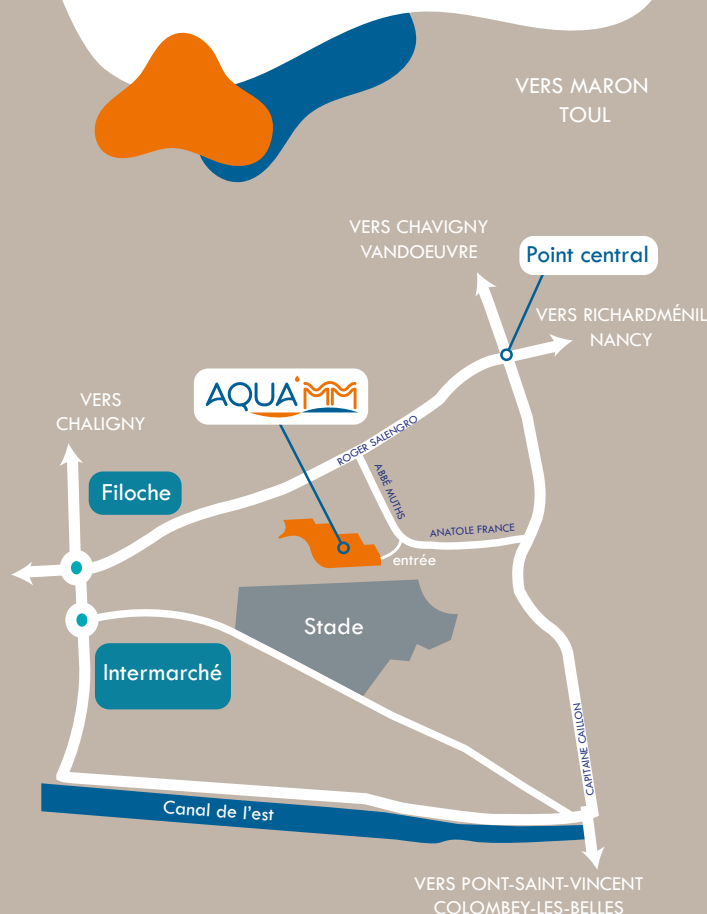 VERS MARON
TOUL
VERS CHAVIGNY
VANDOEUVRE
Point central
VERS RICHARDMÉNIL
NANCY
AQUA'MM
VERS
CHALIGNY
ROGER SALENGRO
ABBÉ MUTHS
Filoche
ANATOLE FRANCE
entrée
Stade
Intermarché
CAPITAINE CAILLON
Canal de l'est
VERS PONT-SAINT-VINCENT
COLOMBEY-LES-BELLES